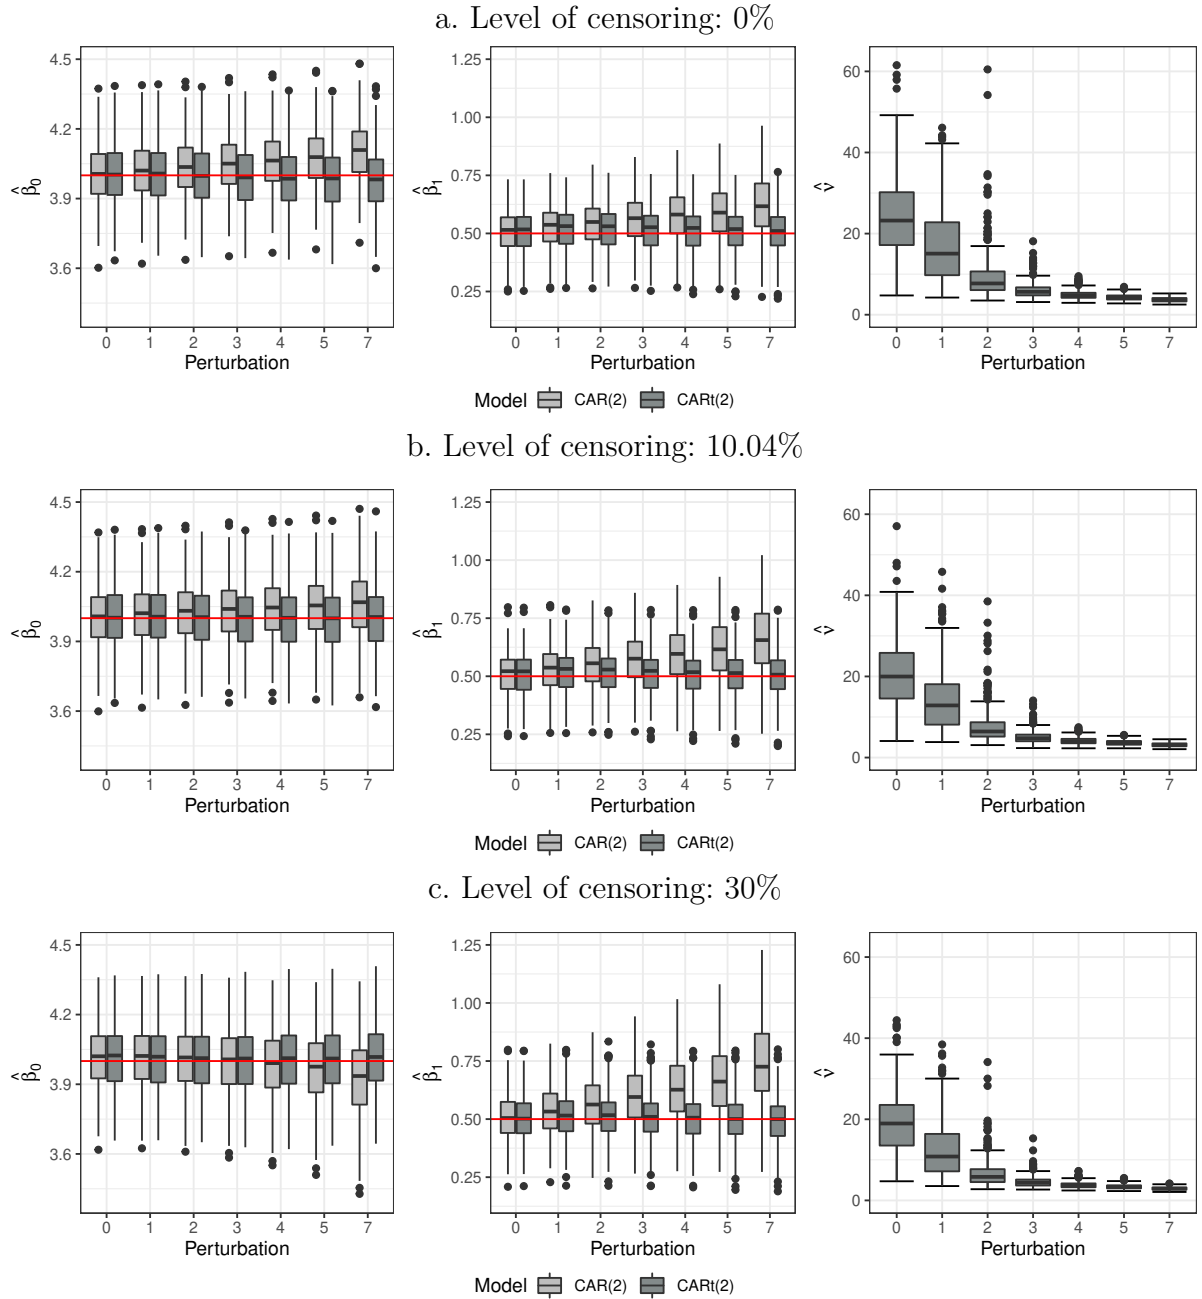 a. Level of censoring: 0%
β̂0
4.5
4.2
3.9
3.6
0 1 2 3 4 5 7
Perturbation
β̂1
1.25
1.00
0.75
0.50
0.25
0 1 2 3 4 5 7
Perturbation
ν̂
60
40
20
0
0 1 2 3 4 5 7
Perturbation
Model CAR(2) CARt(2)
b. Level of censoring: 10.04%
β̂0
4.5
4.2
3.9
3.6
0 1 2 3 4 5 7
Perturbation
β̂1
1.25
1.00
0.75
0.50
0.25
0 1 2 3 4 5 7
Perturbation
ν̂
60
40
20
0
0 1 2 3 4 5 7
Perturbation
Model CAR(2) CARt(2)
c. Level of censoring: 30%
β̂0
4.5
4.2
3.9
3.6
0 1 2 3 4 5 7
Perturbation
β̂1
1.25
1.00
0.75
0.50
0.25
0 1 2 3 4 5 7
Perturbation
ν̂
60
40
20
0
0 1 2 3 4 5 7
Perturbation
Model CAR(2) CARt(2)